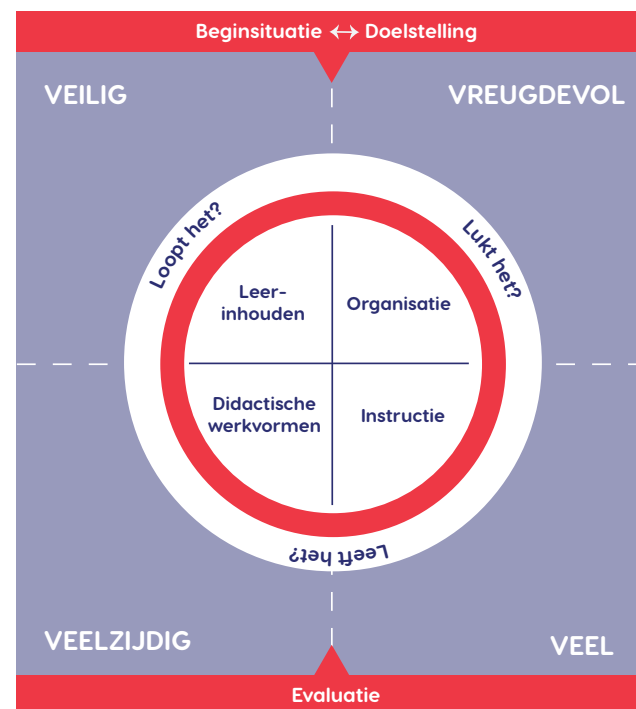 Beginsituatie ↔ Doelstelling
VEILIG
VREUGDEVOL
Loopt het?
Lukt het?
Leer-
inhouden
Organisatie
Didactische
werkvormen
Instructie
Leeft het?
VEELZIJDIG
VEEL
Evaluatie